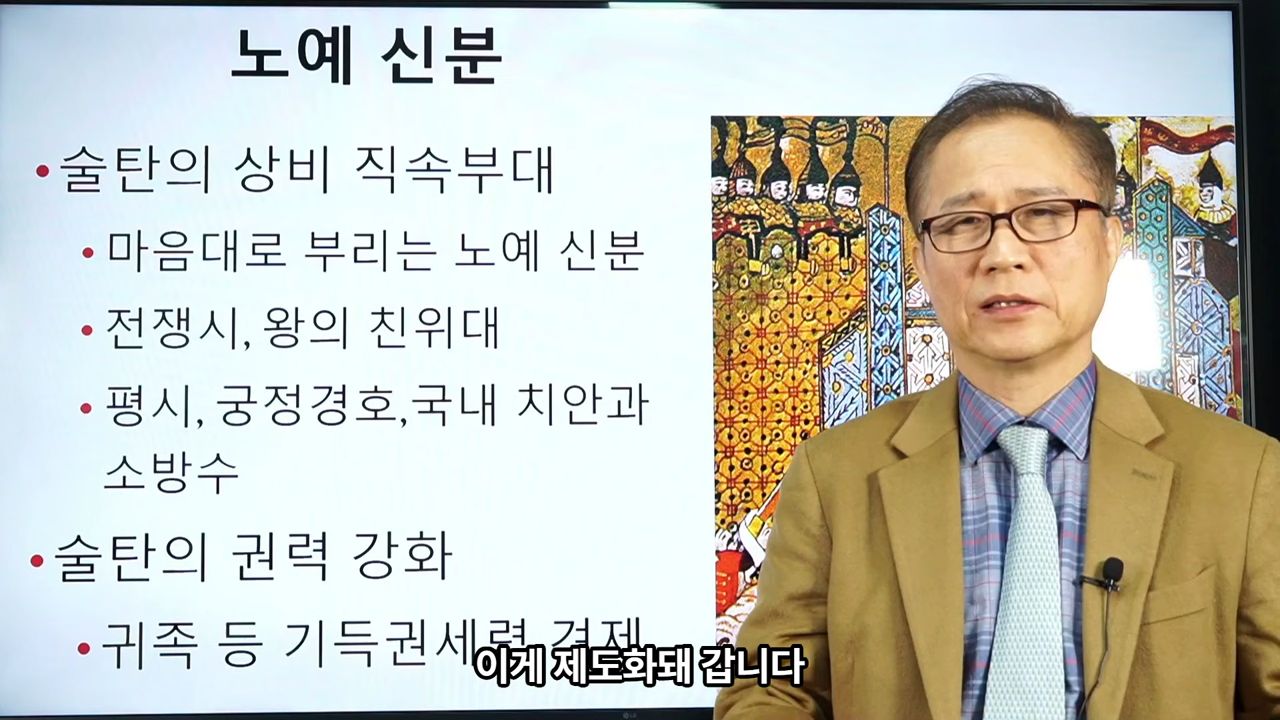 노예 신분
• 술탄의 상비 직속부대
• 마음대로 부리는 노예 신분
• 전쟁시, 왕의 친위대
• 평시, 궁정경호,국내 치안과
소방수
• 술탄의 권력 강화
• 귀족 등 기득권세력 견제
이게 제도화돼 갑니다
LG